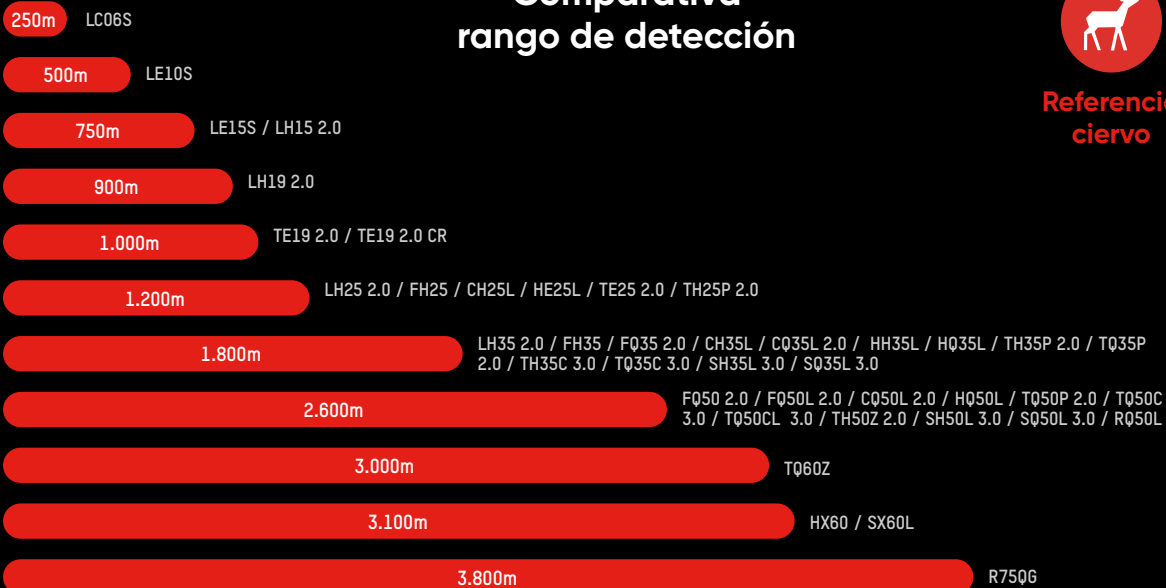 Comparativa
rango de detección
Referencia
ciervo
250m LC06S
500m LE10S
750m LE15S / LH15 2.0
900m LH19 2.0
1.000m TE19 2.0 / TE19 2.0 CR
1.200m LH25 2.0 / FH25 / CH25L / HE25L / TE25 2.0 / TH25P 2.0
1.800m LH35 2.0 / FH35 / FQ35 2.0 / CH35L / CQ35L 2.0 / HH35L / HQ35L / TH35P 2.0 / TQ35P
2.0 / TH35C 3.0 / TQ35C 3.0 / SH35L 3.0 / SQ35L 3.0
2.600m FQ50 2.0 / FQ50L 2.0 / CQ50L 2.0 / HQ50L / TQ50P 2.0 / TQ50C
3.0 / TQ50CL 3.0 / TH50Z 2.0 / SH50L 3.0 / SQ50L 3.0 / RQ50L
3.000m TQ60Z
3.100m HX60 / SX60L
3.800m R75QG